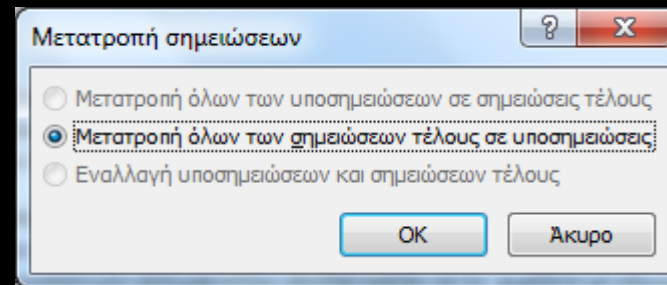 Μετατροπή σημειώσεων
Μετατροπή όλων των υποσημειώσεων σε σημειώσεις τέλους
Μετατροπή όλων των σημειώσεων τέλους σε υποσημειώσεις
Εναλλαγή υποσημειώσεων και σημειώσεων τέλους
OK Άκυρο